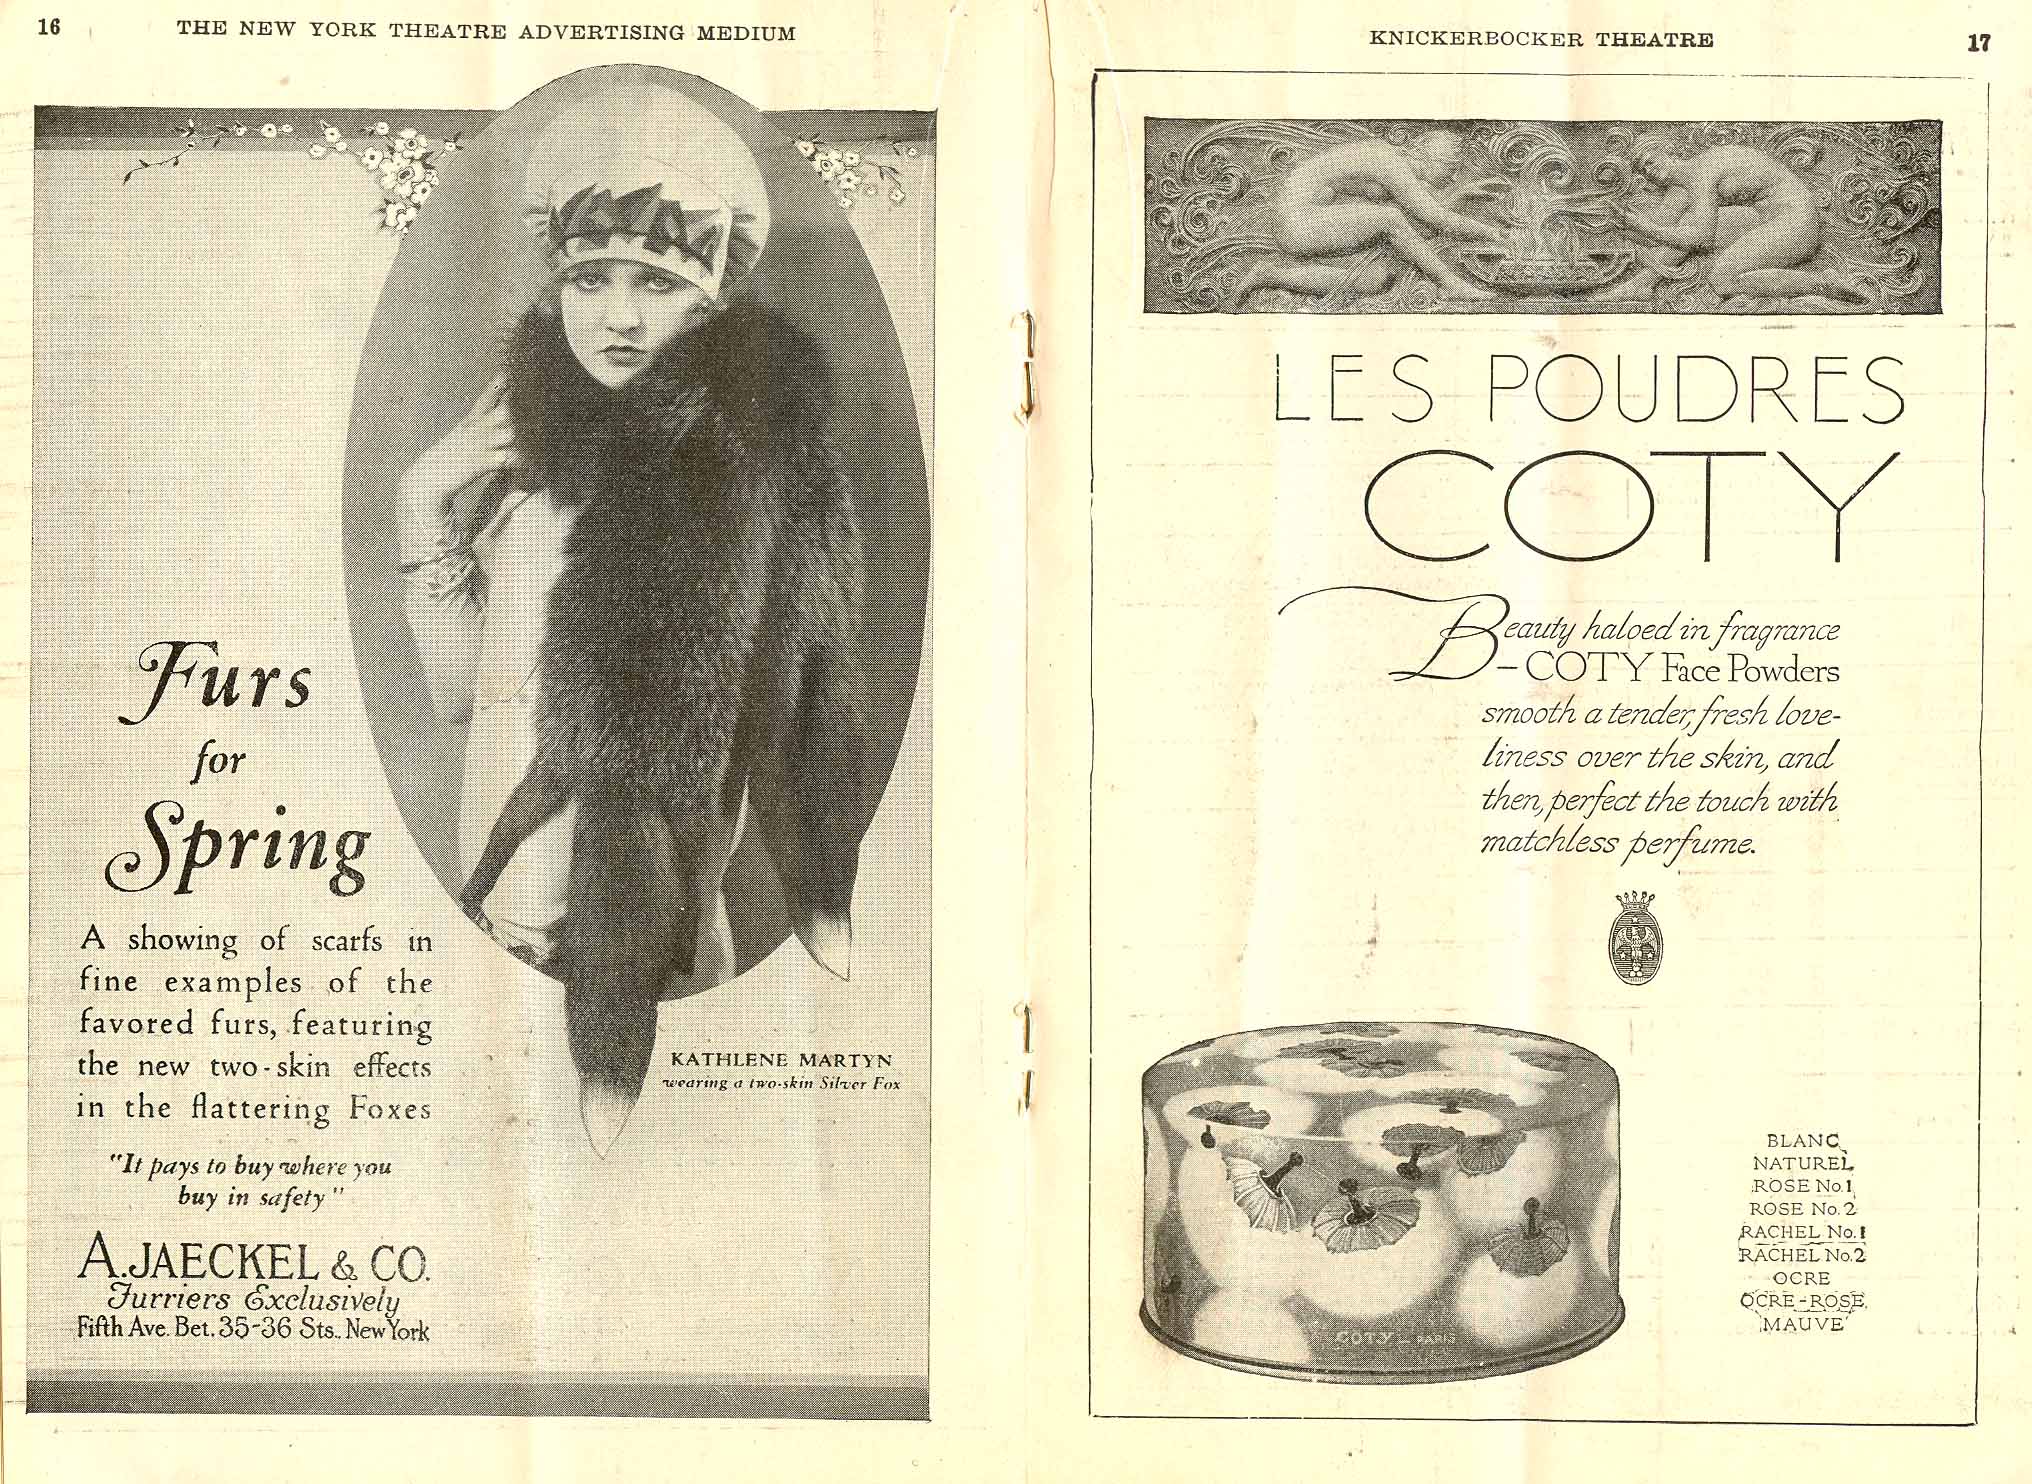 16
THE NEW YORK THEATRE ADVERTISING MEDIUM
Furs
for
Spring
A showing of scarfs in
fine examples of the
favored furs, featuring
the new two-skin effects
in the flattering Foxes
"It pays to buy where you
buy in safety"
A. JAECKEL & CO.
Furriers Exclusively
Fifth Ave. Bet. 35-36 Sts., New York
KATHLENE MARTYN
wearing a two-skin Silver Fox
KNICKERBOCKER THEATRE
17
LES POUDRES
COTY
Beauty haloed in fragrance
—COTY Face Powders
smooth a tender, fresh love-
liness over the skin, and
then, perfect the touch with
matchless perfume.
COTY PARIS
BLANC
NATUREL
ROSE No. 1
ROSE No. 2
RACHEL No. 1
RACHEL No. 2
OCRE
OCRE-ROSE
MAUVE